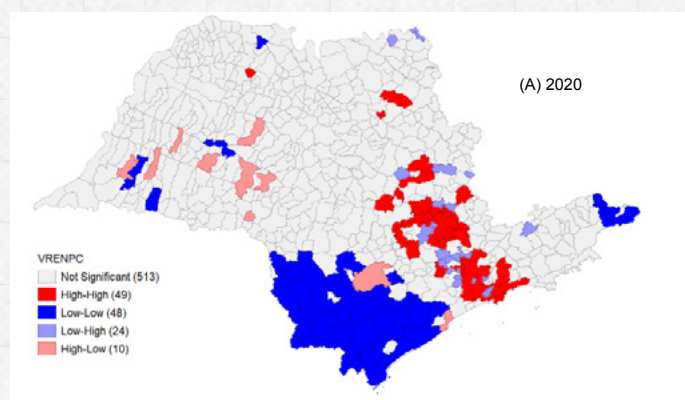 (A) 2020
VRENPC
Not Significant (513)
High-High (49)
Low-Low (48)
Low-High (24)
High-Low (10)